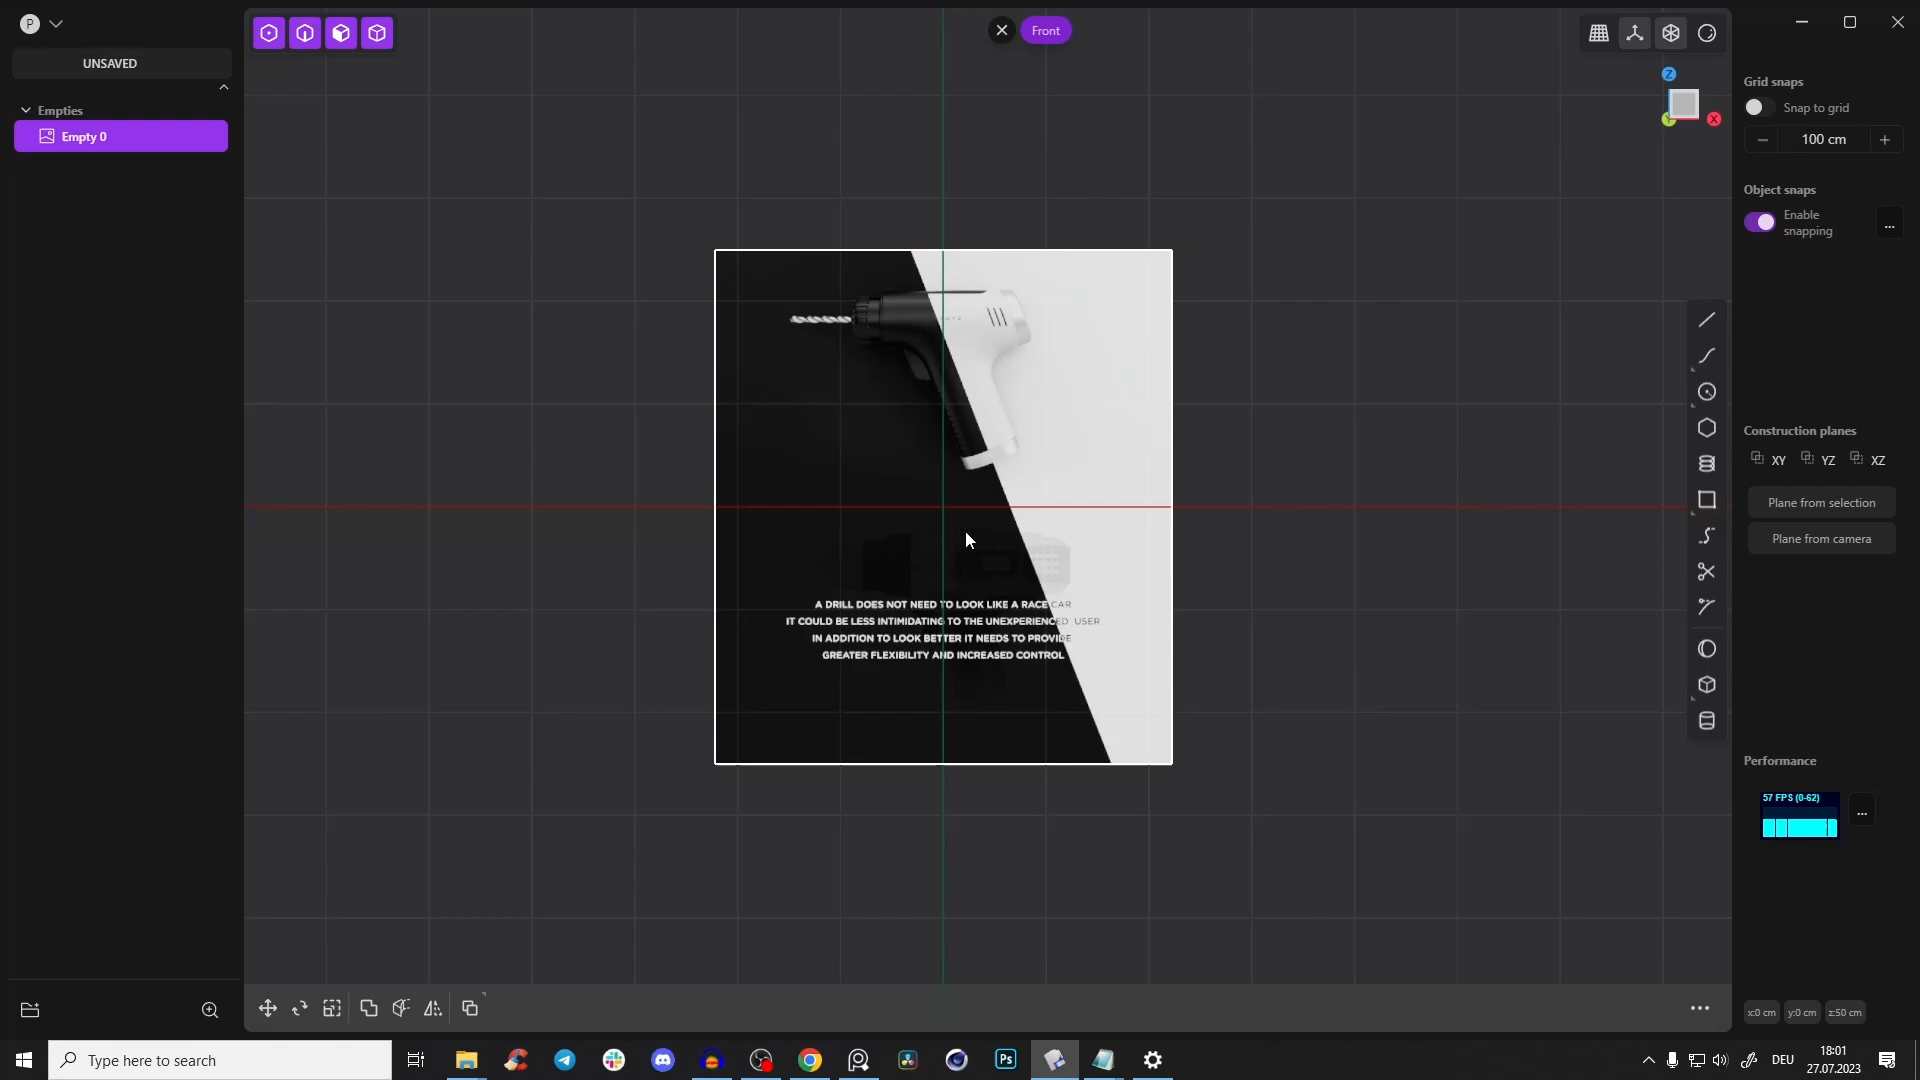 P
UNSAVED
Empties
Empty 0
Front
Z
X
Grid snaps
Snap to grid
100 cm
Object snaps
Enable
snapping
...
Construction planes
XY
YZ
XZ
Plane from selection
Plane from camera
Performance
57 FPS (0-62)
...
A DRILL DOES NOT NEED TO LOOK LIKE A RACE CAR
IT COULD BE LESS INTIMIDATING TO THE UNEXPERIENCED USER
IN ADDITION TO LOOK BETTER IT NEEDS TO PROVIDE
GREATER FLEXIBILITY AND INCREASED CONTROL
x:0 cm
y:0 cm
z:50 cm
Type here to search
Ps
DEU
18:01
27.07.2023